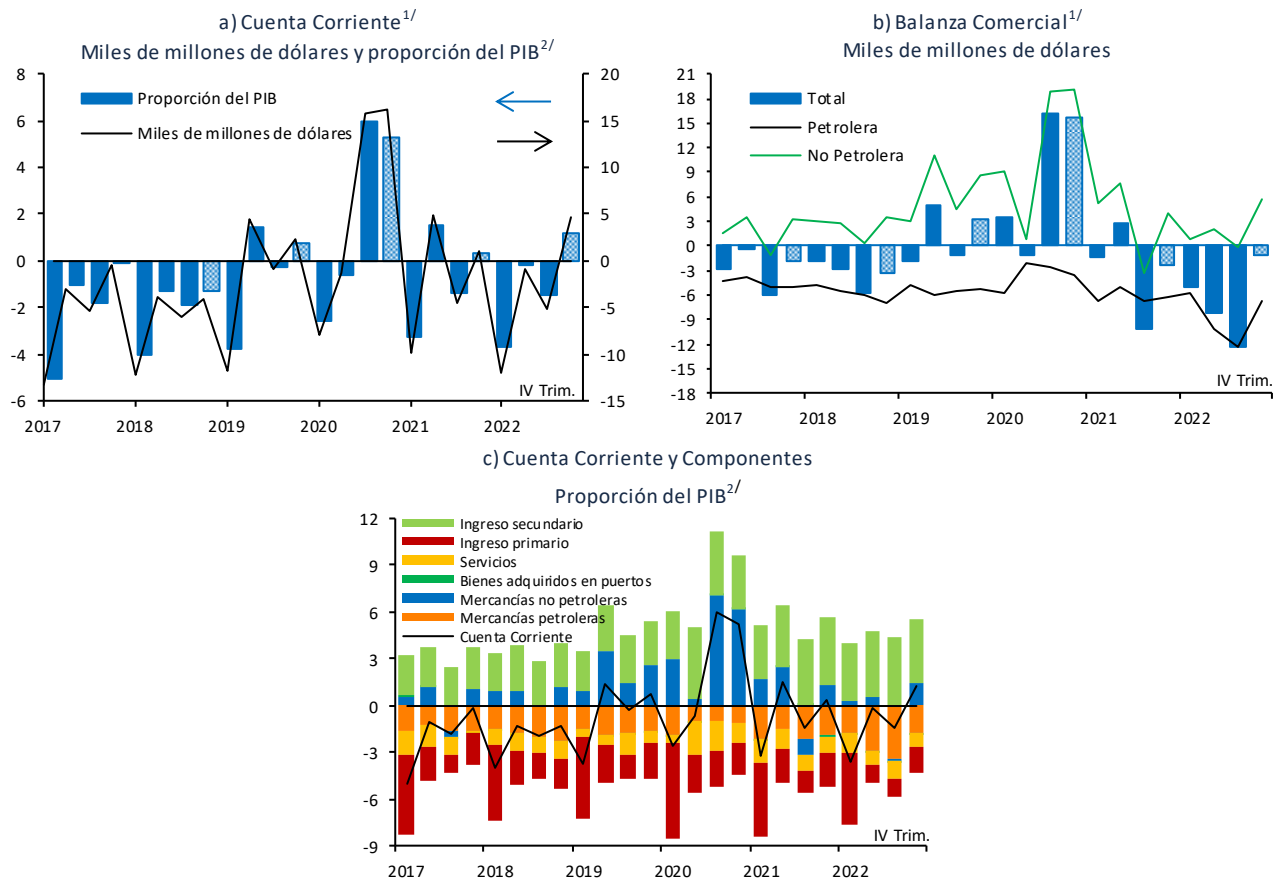 a) Cuenta Corriente1/
Miles de millones de dólares y proporción del PIB2/
8
6
4
2
0
-2
-4
-6
20
15
10
5
0
-5
-10
-15
Proporción del PIB
Miles de millones de dólares
IV Trim.
2017 2018 2019 2020 2021 2022
b) Balanza Comercial1/
Miles de millones de dólares
21
18
15
12
9
6
3
0
-3
-6
-9
-12
-15
-18
Total
Petrolera
No Petrolera
IV Trim.
2017 2018 2019 2020 2021 2022
c) Cuenta Corriente y Componentes
Proporción del PIB2/
12
9
6
3
0
-3
-6
-9
Ingreso secundario
Ingreso primario
Servicios
Bienes adquiridos en puertos
Mercancías no petroleras
Mercancías petroleras
Cuenta Corriente
IV Trim.
2017 2018 2019 2020 2021 2022